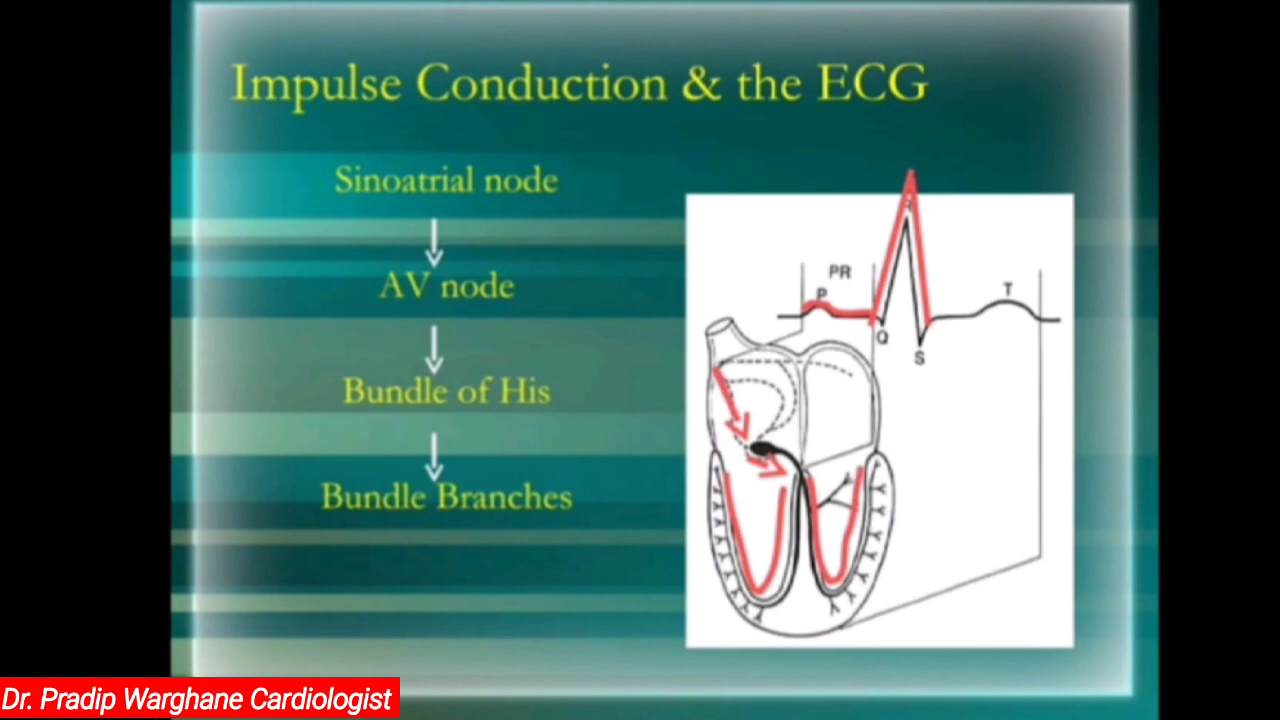 Impulse Conduction & the ECG
Sinoatrial node
AV node
Bundle of His
Bundle Branches
PR
P
R
Q
S
T
Dr. Pradip Warghane Cardiologist